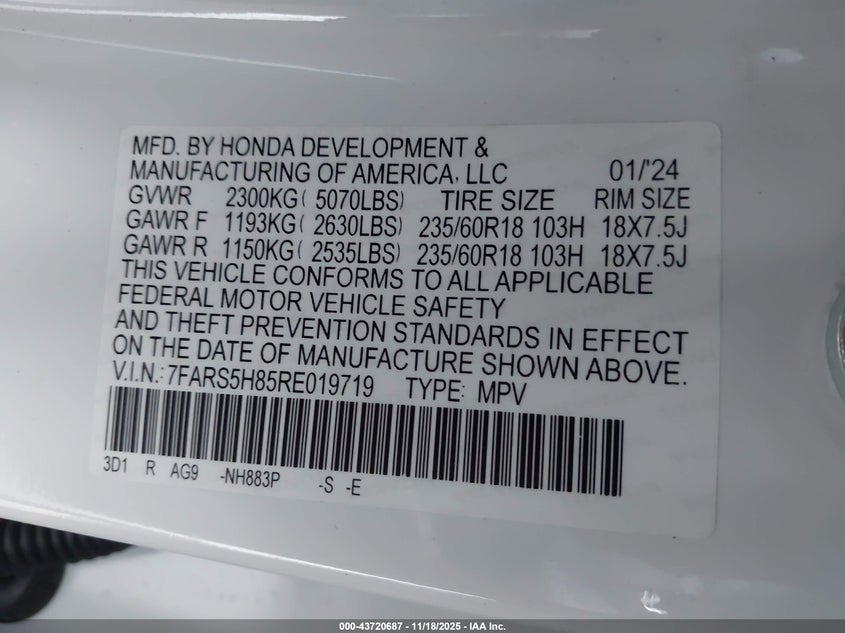 MFD. BY HONDA DEVELOPMENT &
MANUFACTURING OF AMERICA, LLC 01/'24
GVWR 2300KG( 5070LBS) TIRE SIZE RIM SIZE
GAWR F 1193KG( 2630LBS) 235/60R18 103H 18X7.5J
GAWR R 1150KG( 2535LBS) 235/60R18 103H 18X7.5J
THIS VEHICLE CONFORMS TO ALL APPLICABLE
FEDERAL MOTOR VEHICLE SAFETY
AND THEFT PREVENTION STANDARDS IN EFFECT
ON THE DATE OF MANUFACTURE SHOWN ABOVE.
V.I.N.:7FARS5H85RE019719 TYPE: MPV
3D1 R AG9 -NH883P -S -E
000-43720687 - 11/18/2025 - IAA Inc.